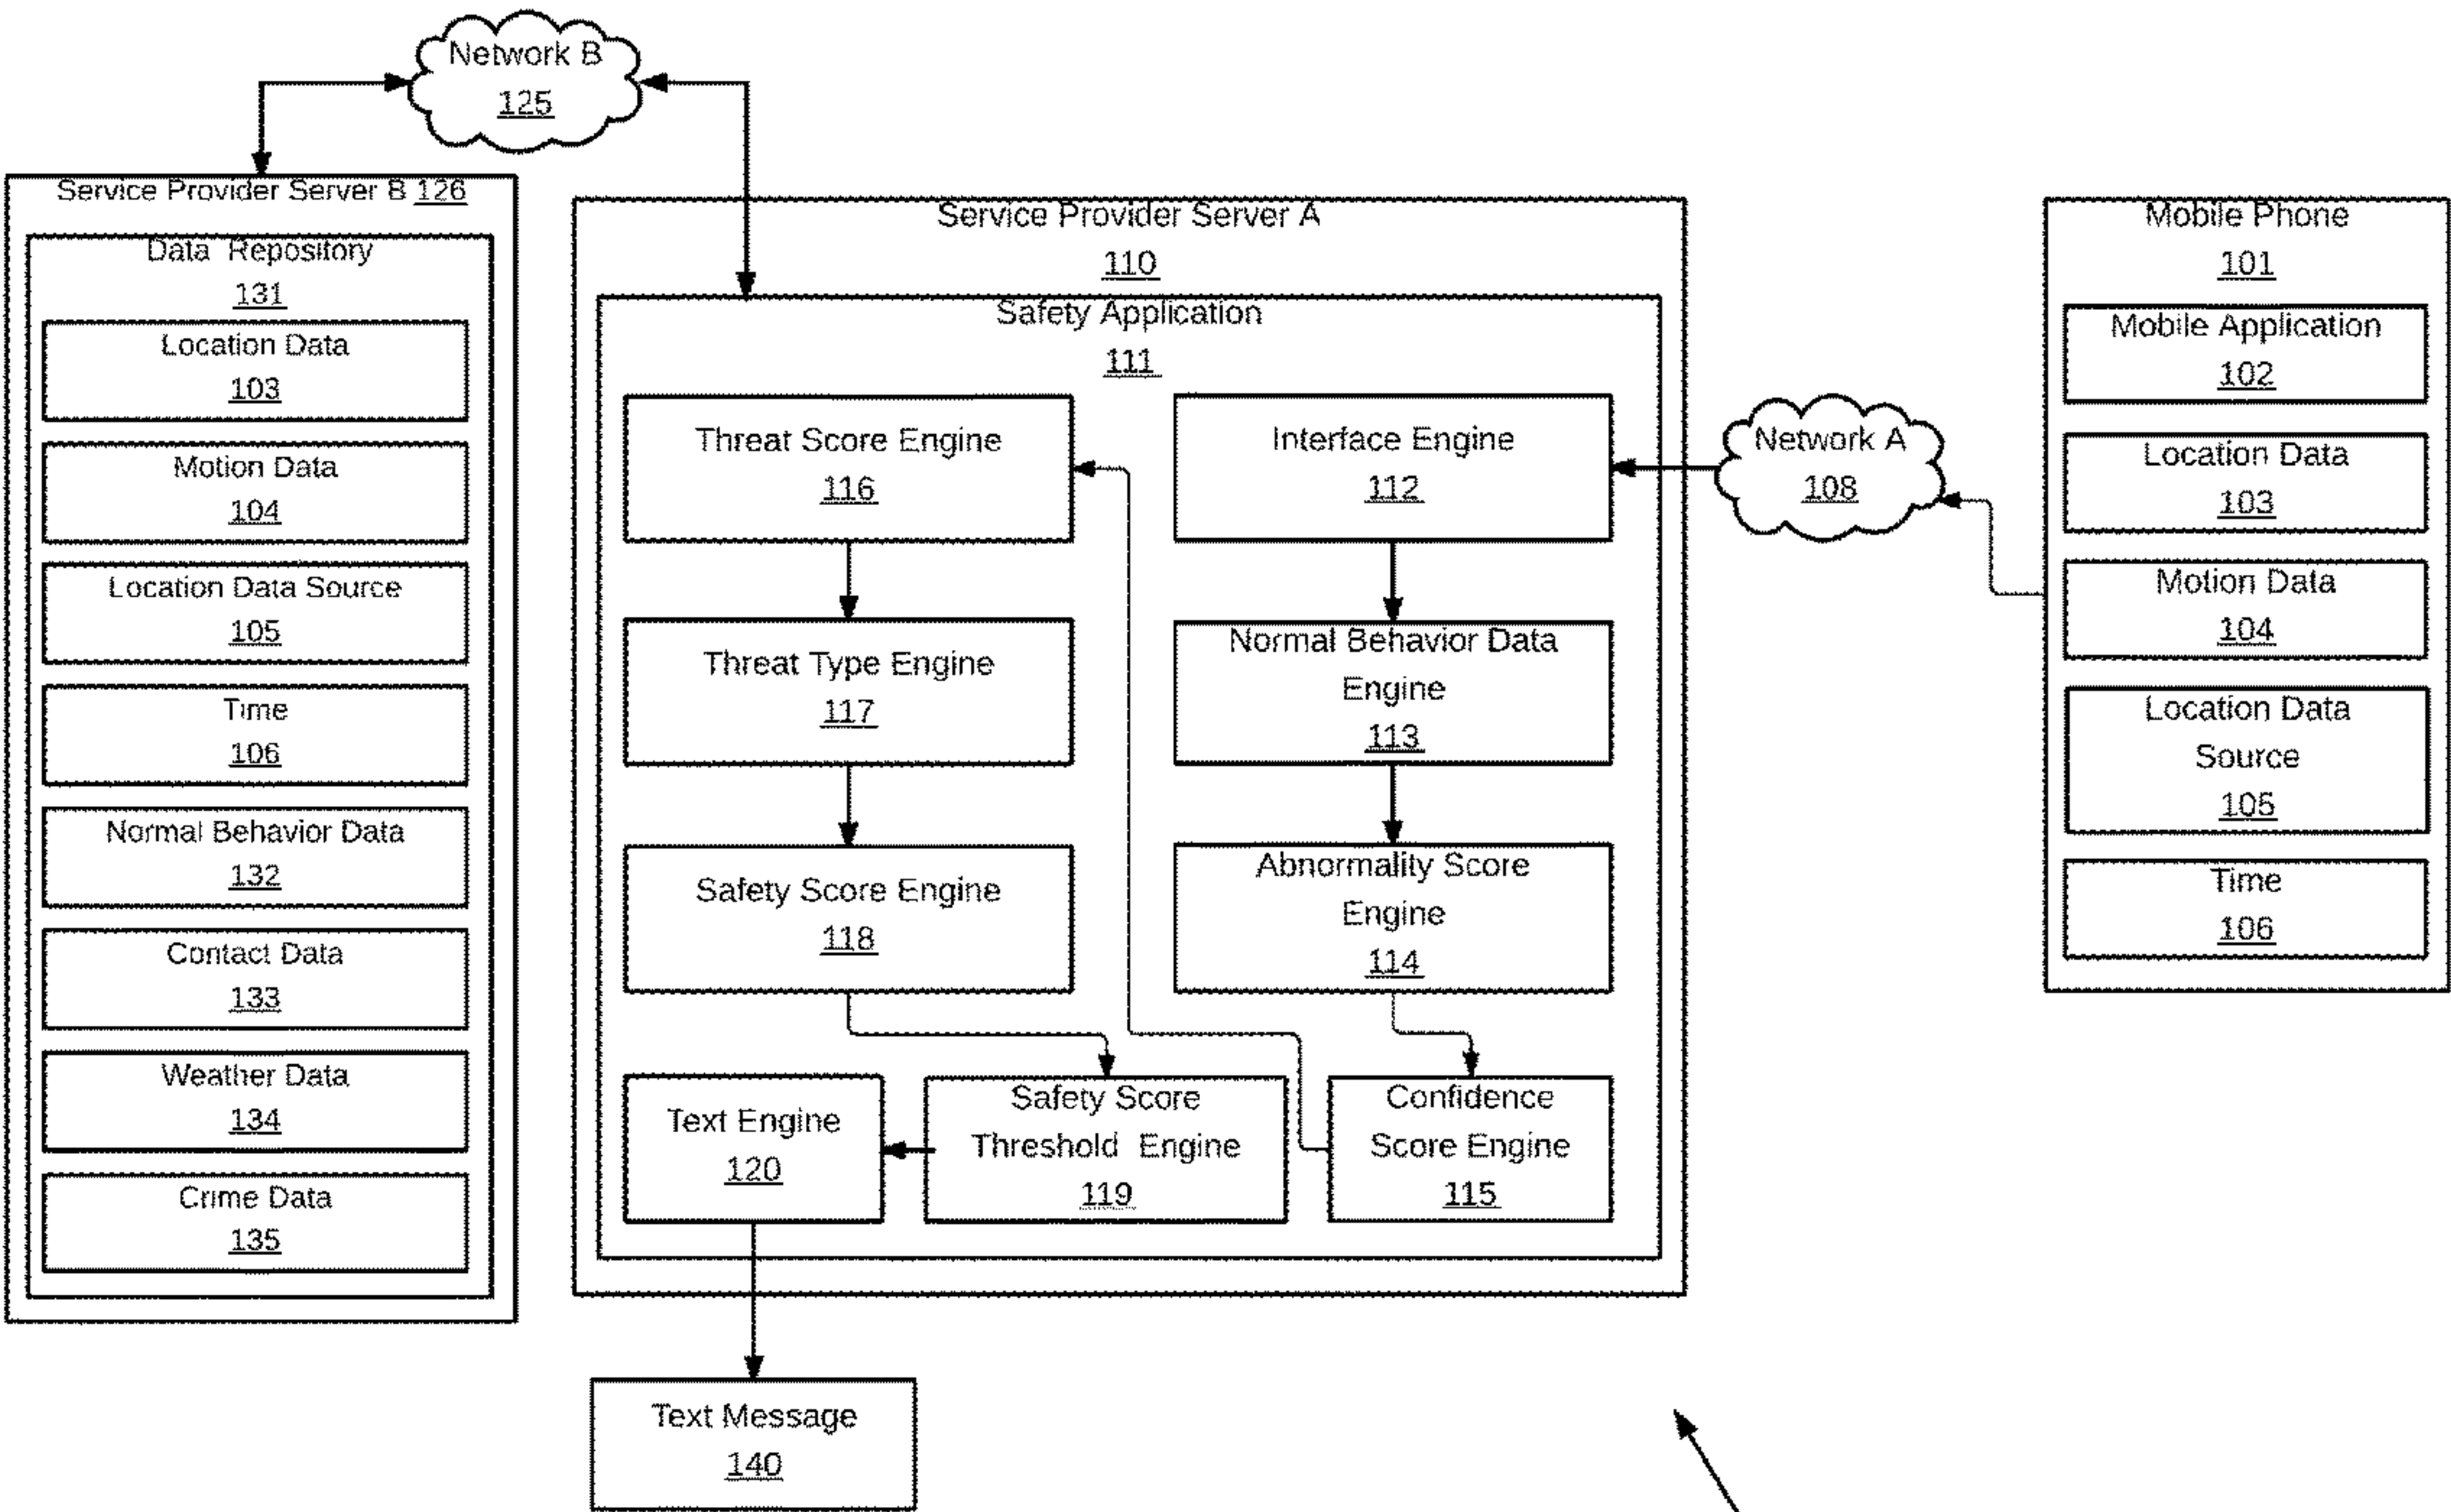 Network B
125
Service Provider Server B 126
Data Repository
131
Location Data
103
Motion Data
104
Location Data Source
105
Time
106
Normal Behavior Data
132
Contact Data
133
Weather Data
134
Crime Data
135
Service Provider Server A
110
Safety Application
111
Threat Score Engine
116
Threat Type Engine
117
Safety Score Engine
118
Text Engine
120
Safety Score
Threshold Engine
119
Interface Engine
112
Normal Behavior Data
Engine
113
Abnormality Score
Engine
114
Confidence
Score Engine
115
Text Message
140
Network A
108
Mobile Phone
101
Mobile Application
102
Location Data
103
Motion Data
104
Location Data
Source
105
Time
106